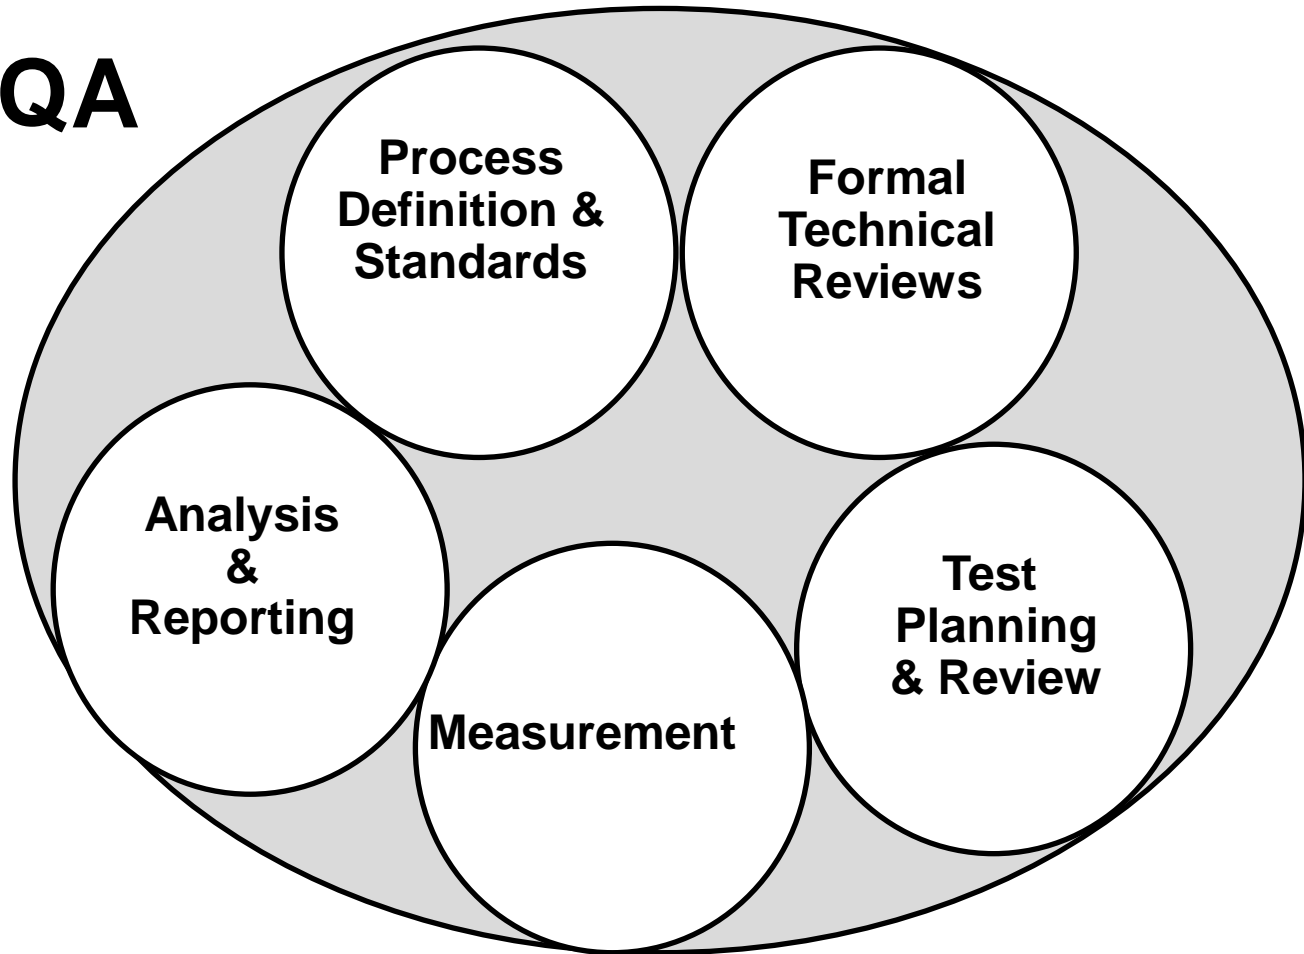 QA
Process
Definition &
Standards
Formal
Technical
Reviews
Analysis
&
Reporting
Test
Planning
& Review
Measurement